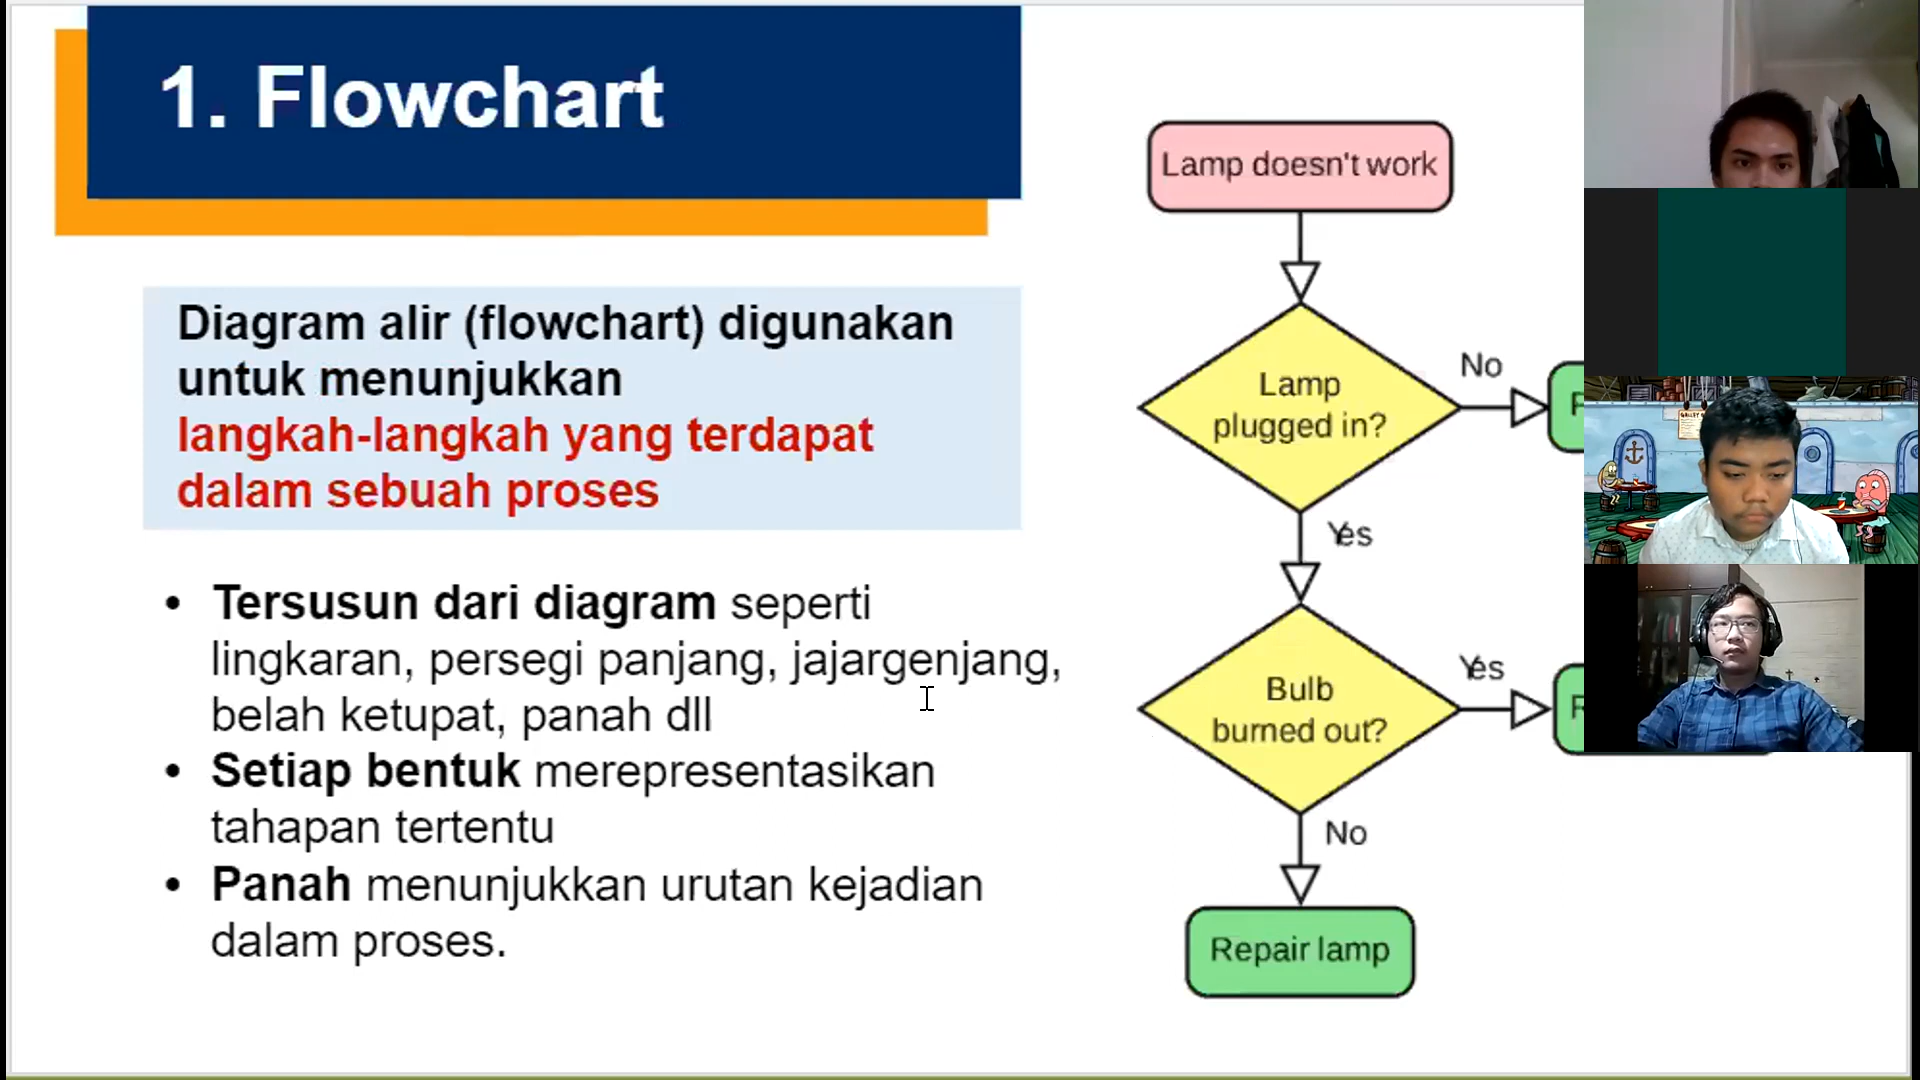 1. Flowchart
Diagram alir (flowchart) digunakan
untuk menunjukkan
langkah-langkah yang terdapat
dalam sebuah proses
• Tersusun dari diagram seperti
lingkaran, persegi panjang, jajargenjang,
belah ketupat, panah dll
• Setiap bentuk merepresentasikan
tahapan tertentu
• Panah menunjukkan urutan kejadian
dalam proses.
Lamp doesn't work
Lamp
plugged in?
No
Yes
Bulb
burned out?
Yes
No
Repair lamp